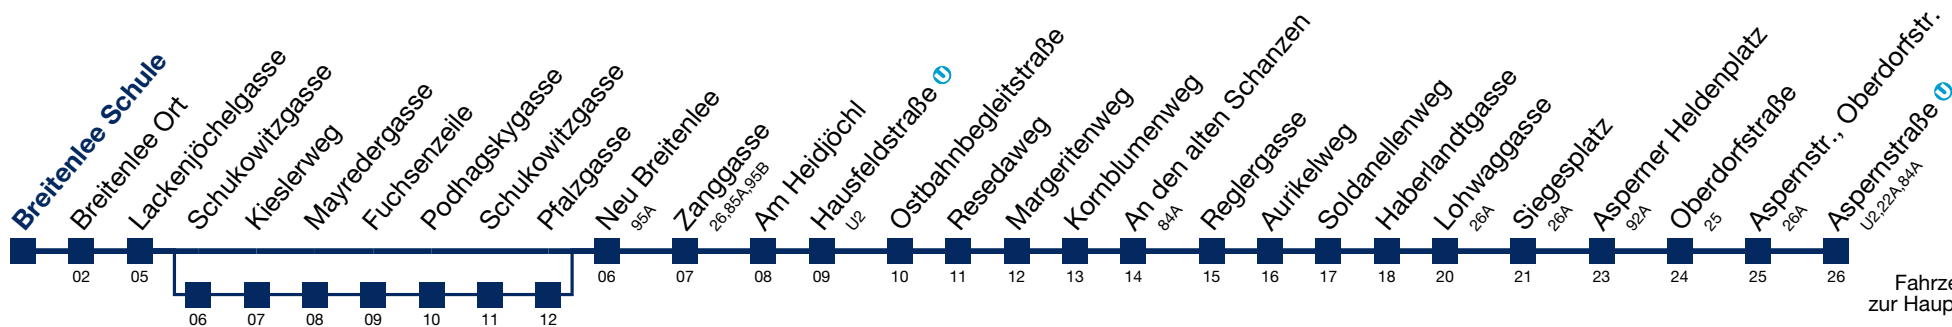 Breitenlee Schule
Breitenlee Ort
Lackenjöchelgasse
Schukowitzgasse
Kieslerweg
Mayredergasse
Fuchsenzeile
Podhagskygasse
Schukowitzgasse
Pfalzgasse
Neu Breitenlee
95A
Zanggasse
26,85A,95B
Am Heidjöchl
Hausfeldstraße U
U2
Ostbahnbegleitstraße
Resedaweg
Margeritenweg
Kornblumenweg
An den alten Schanzen
84A
Reglergasse
Aurikelweg
Soldanellenweg
Haberlandtgasse
Lohwaggasse
26A
Siegesplatz
26A
Asperner Heldenplatz
92A
Oberdorfstraße
25
Aspernstr., Oberdorfstr.
26A
Aspernstraße U
U2,22A,84A
02 05 06 07 08 09 10 11 12 13 14 15 16 17 18 20 21 23 24 25 26
06 07 08 09 10 11 12
Fahrze
zur Haup